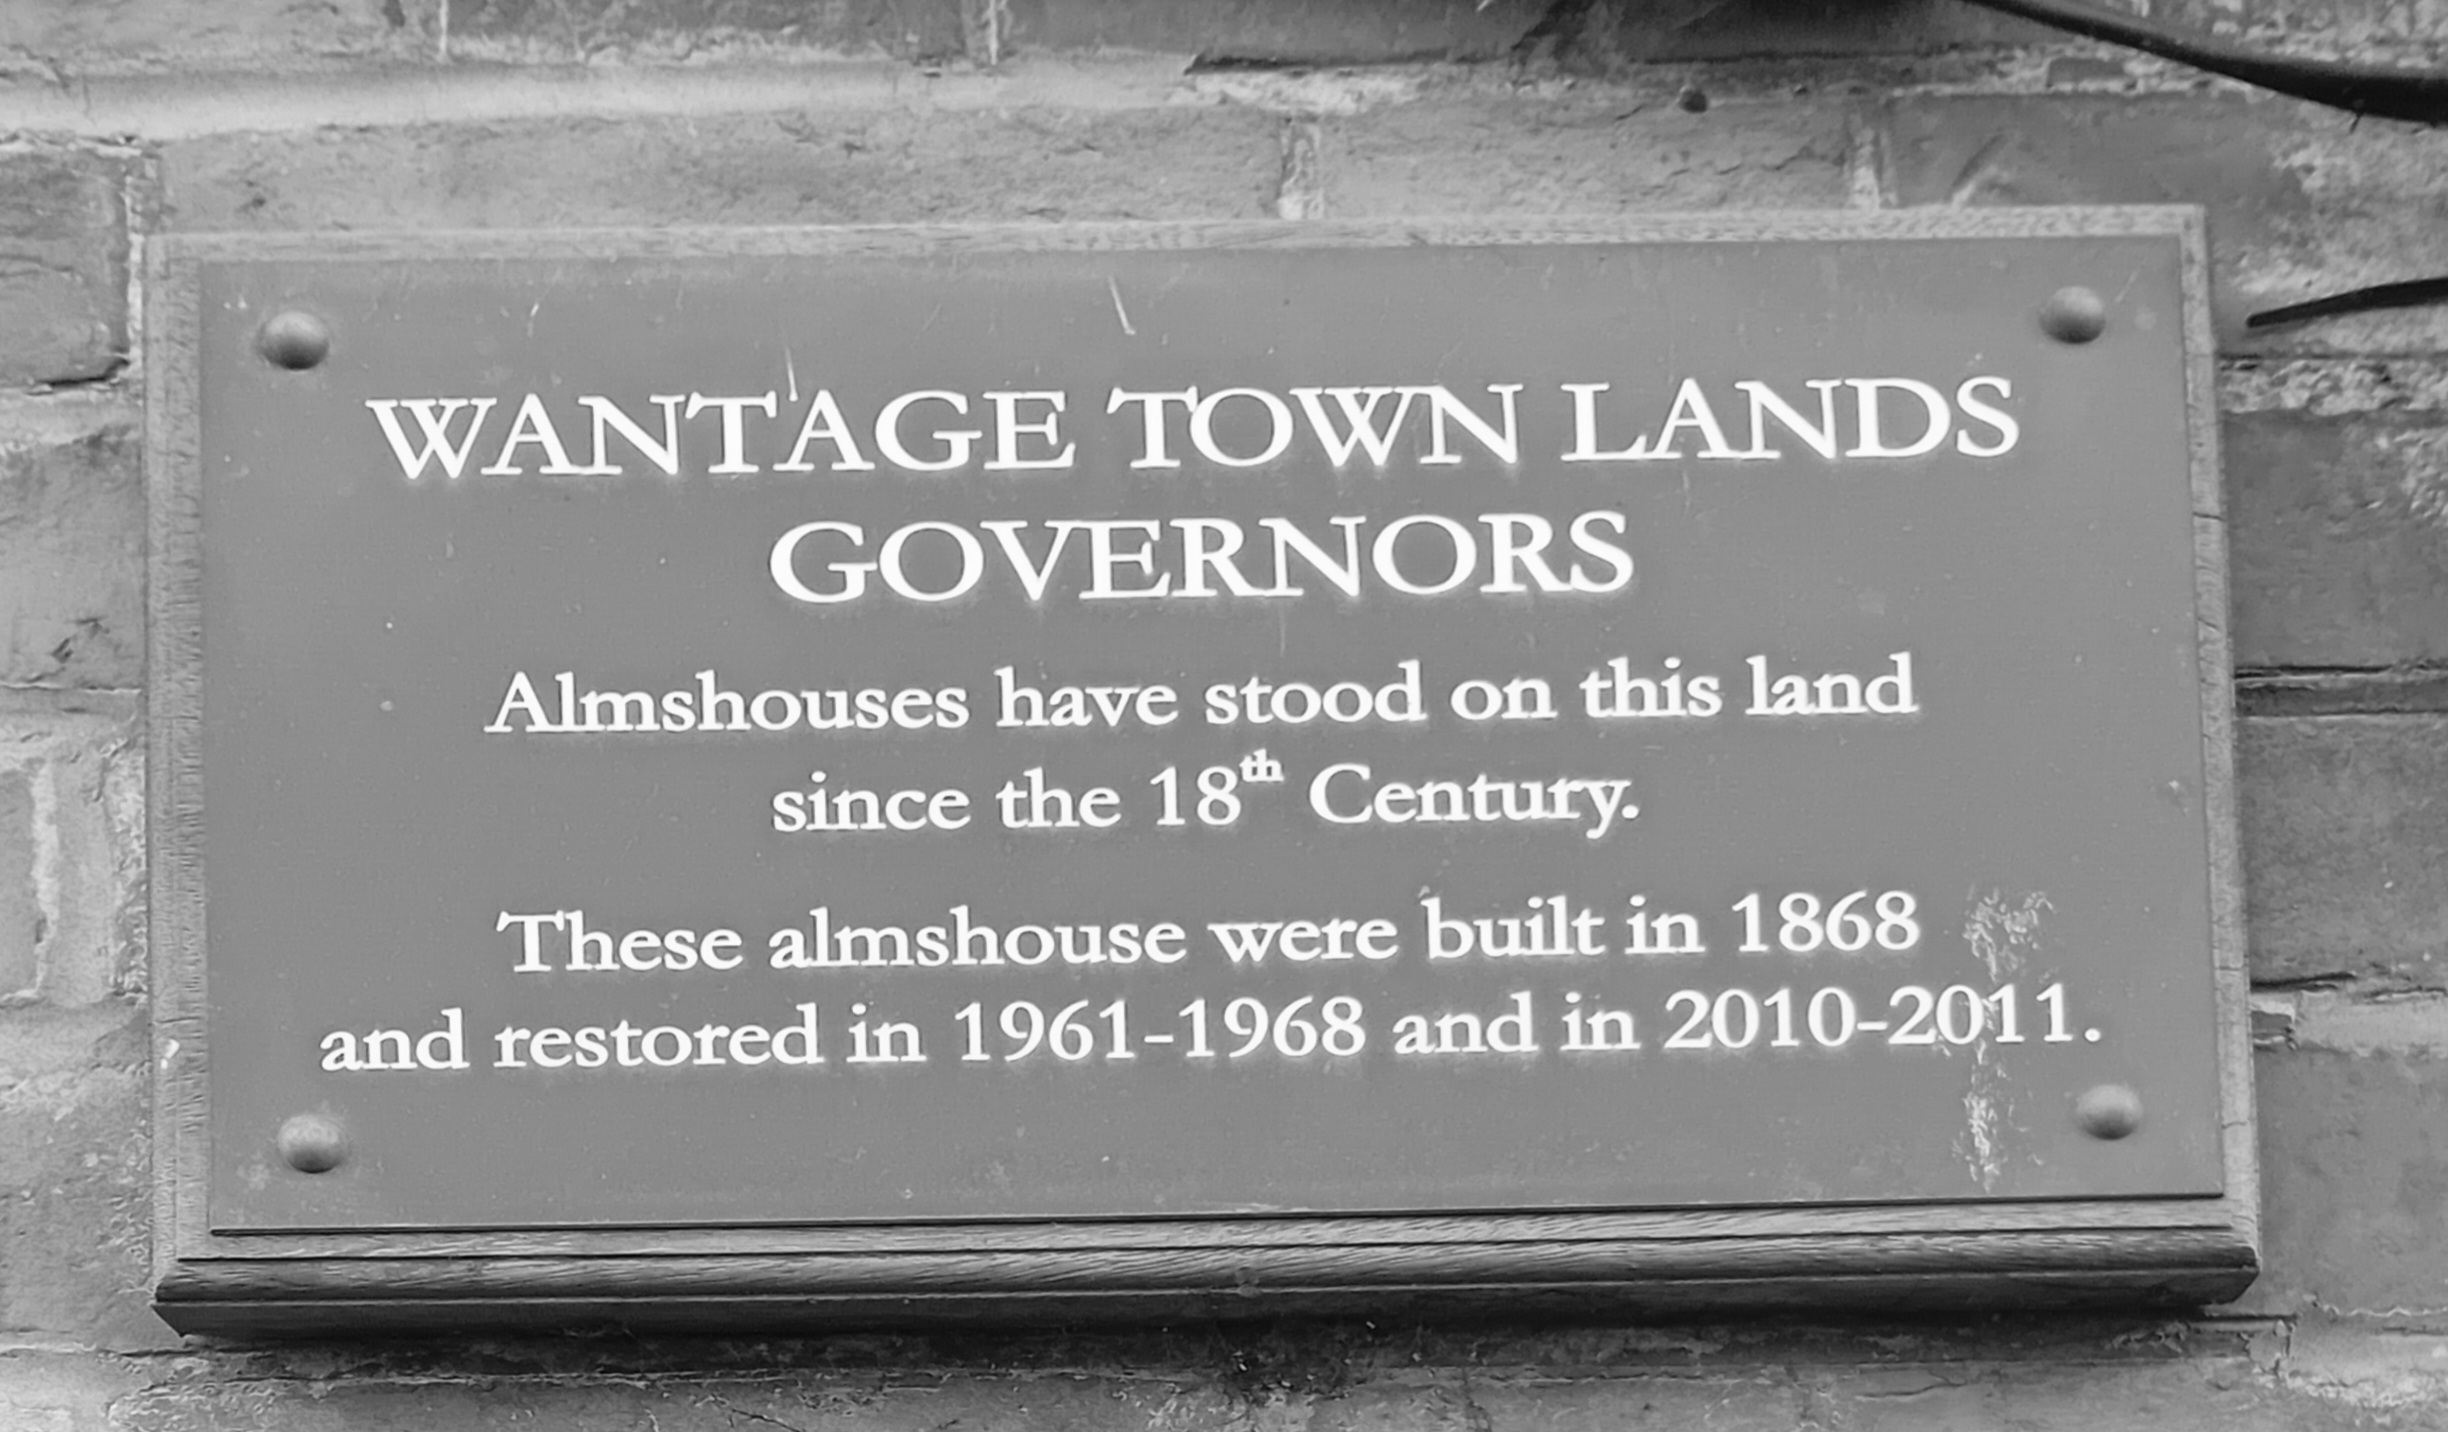 WANTAGE TOWN LANDS
GOVERNORS
Almshouses have stood on this land
since the 18th Century.
These almshouse were built in 1868
and restored in 1961-1968 and in 2010-2011.